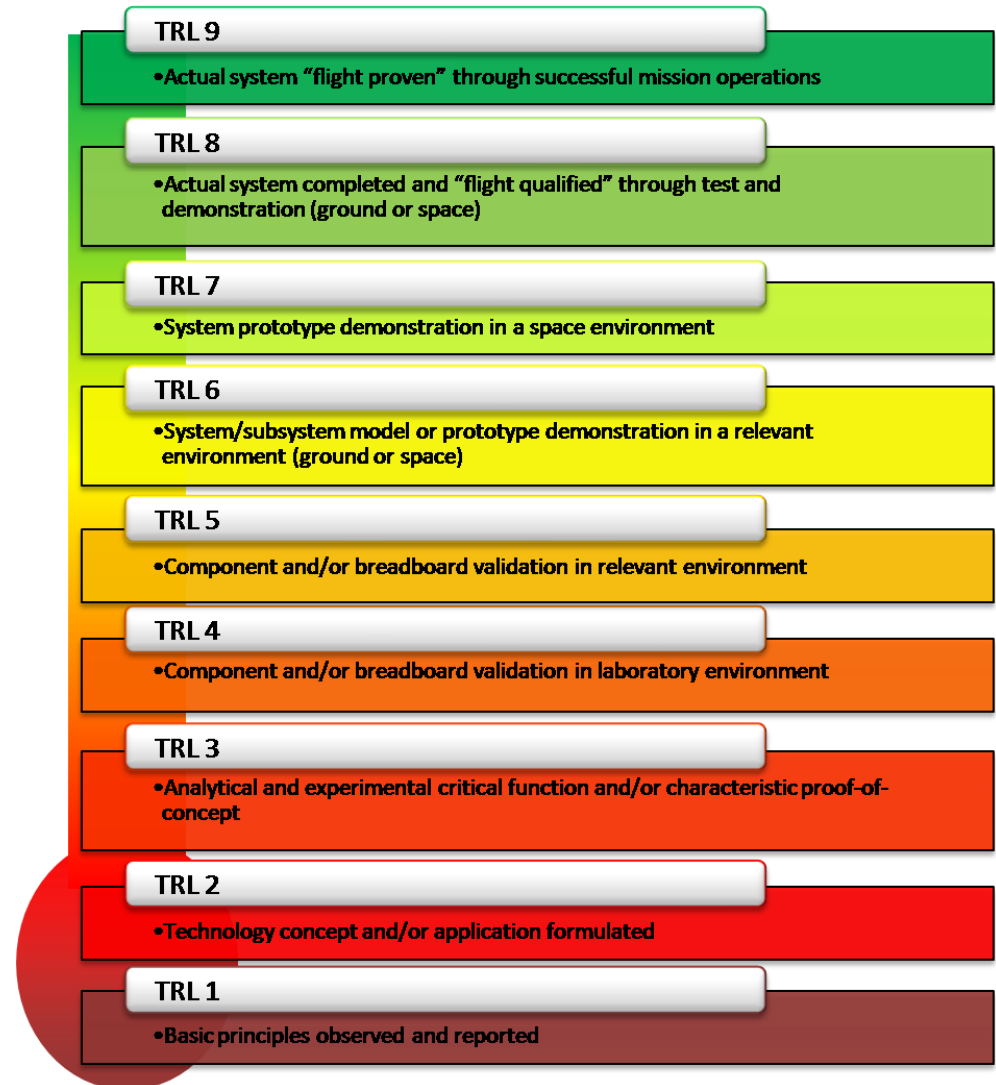 TRL 9
•Actual system “flight proven” through successful mission operations
TRL 8
•Actual system completed and “flight qualified” through test and
demonstration (ground or space)
TRL 7
•System prototype demonstration in a space environment
TRL 6
•System/subsystem model or prototype demonstration in a relevant
environment (ground or space)
TRL 5
•Component and/or breadboard validation in relevant environment
TRL 4
•Component and/or breadboard validation in laboratory environment
TRL 3
•Analytical and experimental critical function and/or characteristic proof-of-
concept
TRL 2
•Technology concept and/or application formulated
TRL 1
•Basic principles observed and reported